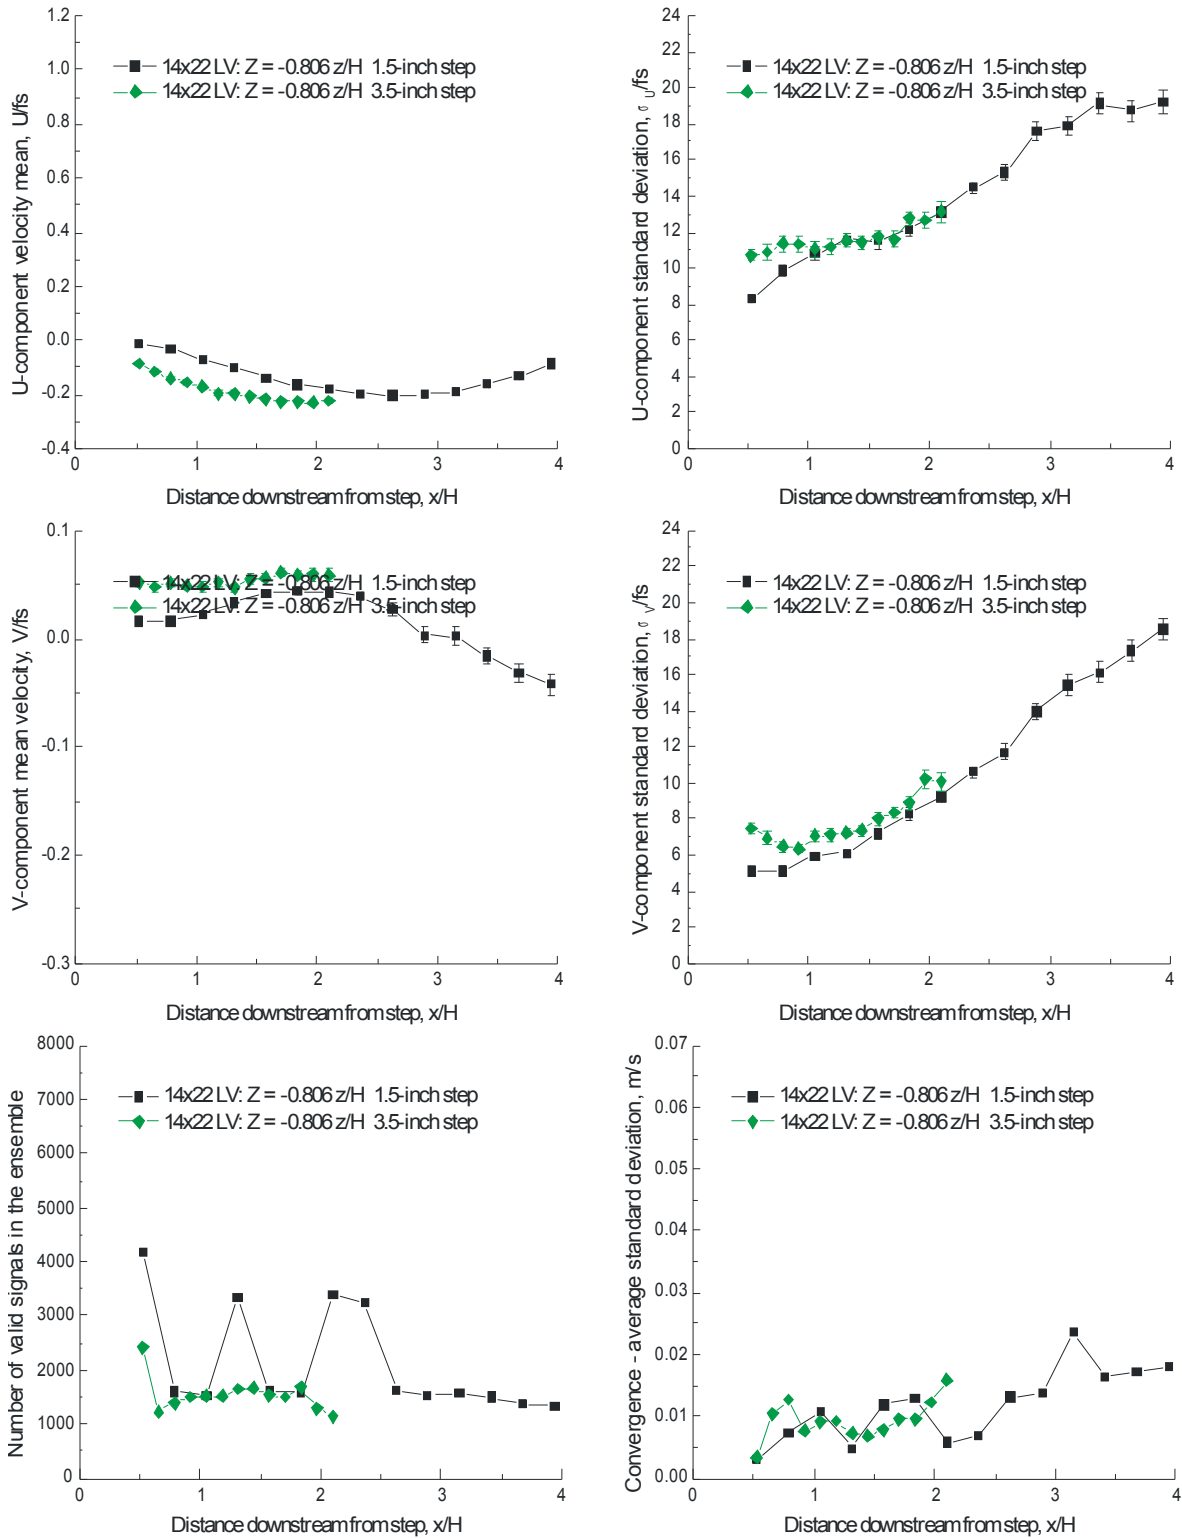 U-component velocity mean, U/fs
1.2
1.0
0.8
0.6
0.4
0.2
0.0
-0.2
-0.4
14x22 LV: Z = -0.806 z/H 1.5-inch step
14x22 LV: Z = -0.806 z/H 3.5-inch step
0 1 2 3 4
Distance downstream from step, x/H
U-component standard deviation, σU/fs
24
22
20
18
16
14
12
10
8
6
4
2
0
14x22 LV: Z = -0.806 z/H 1.5-inch step
14x22 LV: Z = -0.806 z/H 3.5-inch step
0 1 2 3 4
Distance downstream from step, x/H
V-component mean velocity, V/fs
0.1
0.0
-0.1
-0.2
-0.3
14x22 LV: Z = -0.806 z/H 1.5-inch step
14x22 LV: Z = -0.806 z/H 3.5-inch step
0 1 2 3 4
Distance downstream from step, x/H
V-component standard deviation, σV/fs
24
22
20
18
16
14
12
10
8
6
4
2
0
14x22 LV: Z = -0.806 z/H 1.5-inch step
14x22 LV: Z = -0.806 z/H 3.5-inch step
0 1 2 3 4
Distance downstream from step, x/H
Number of valid signals in the ensemble
8000
7000
6000
5000
4000
3000
2000
1000
0
14x22 LV: Z = -0.806 z/H 1.5-inch step
14x22 LV: Z = -0.806 z/H 3.5-inch step
0 1 2 3 4
Distance downstream from step, x/H
Convergence - average standard deviation, m/s
0.07
0.06
0.05
0.04
0.03
0.02
0.01
0.00
14x22 LV: Z = -0.806 z/H 1.5-inch step
14x22 LV: Z = -0.806 z/H 3.5-inch step
0 1 2 3 4
Distance downstream from step, x/H